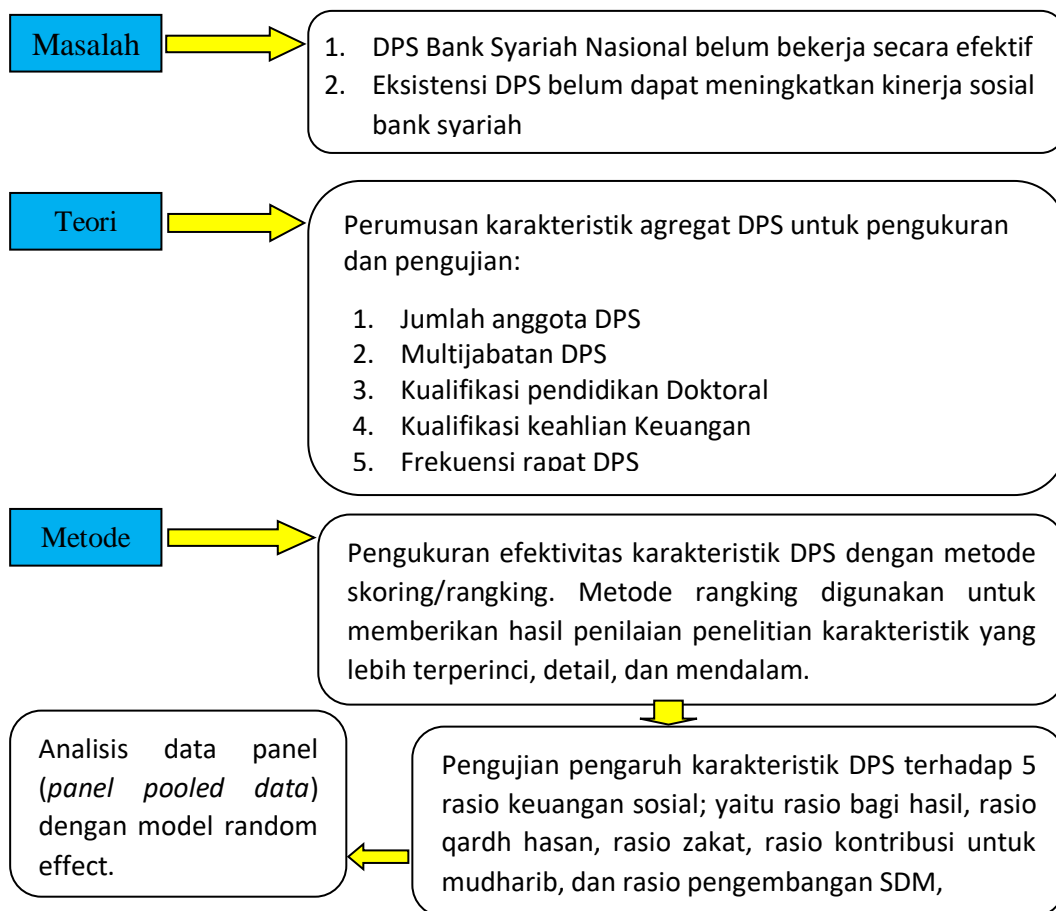 Masalah
1. DPS Bank Syariah Nasional belum bekerja secara efektif
2. Eksistensi DPS belum dapat meningkatkan kinerja sosial
bank syariah
Teori
Perumusan karakteristik agregat DPS untuk pengukuran
dan pengujian:
1. Jumlah anggota DPS
2. Multijabatan DPS
3. Kualifikasi pendidikan Doktoral
4. Kualifikasi keahlian Keuangan
5. Frekuensi rapat DPS
Metode
Pengukuran efektivitas karakteristik DPS dengan metode
skoring/rangking. Metode rangking digunakan untuk
memberikan hasil penilaian penelitian karakteristik yang
lebih terperinci, detail, dan mendalam.
Pengujian pengaruh karakteristik DPS terhadap 5
rasio keuangan sosial; yaitu rasio bagi hasil, rasio
qardh hasan, rasio zakat, rasio kontribusi untuk
mudharib, dan rasio pengembangan SDM,
Analisis data panel
(panel pooled data)
dengan model random
effect.